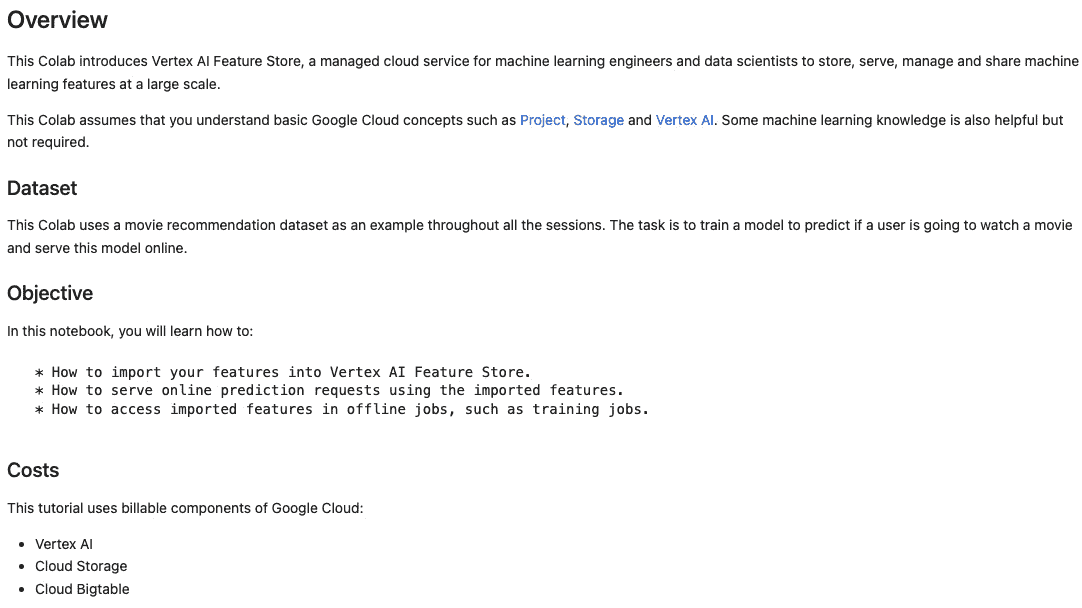 Overview
This Colab introduces Vertex AI Feature Store, a managed cloud service for machine learning engineers and data scientists to store, serve, manage and share machine
learning features at a large scale.
This Colab assumes that you understand basic Google Cloud concepts such as Project, Storage and Vertex AI. Some machine learning knowledge is also helpful but
not required.
Dataset
This Colab uses a movie recommendation dataset as an example throughout all the sessions. The task is to train a model to predict if a user is going to watch a movie
and serve this model online.
Objective
In this notebook, you will learn how to:
* How to import your features into Vertex AI Feature Store.
* How to serve online prediction requests using the imported features.
* How to access imported features in offline jobs, such as training jobs.
Costs
This tutorial uses billable components of Google Cloud:
• Vertex AI
• Cloud Storage
• Cloud Bigtable